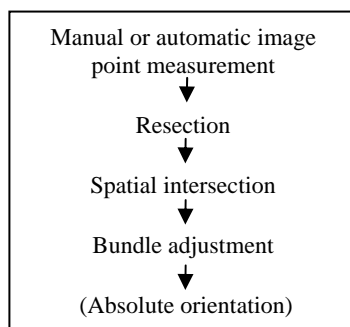 Manual or automatic image
point measurement
Resection
Spatial intersection
Bundle adjustment
(Absolute orientation)